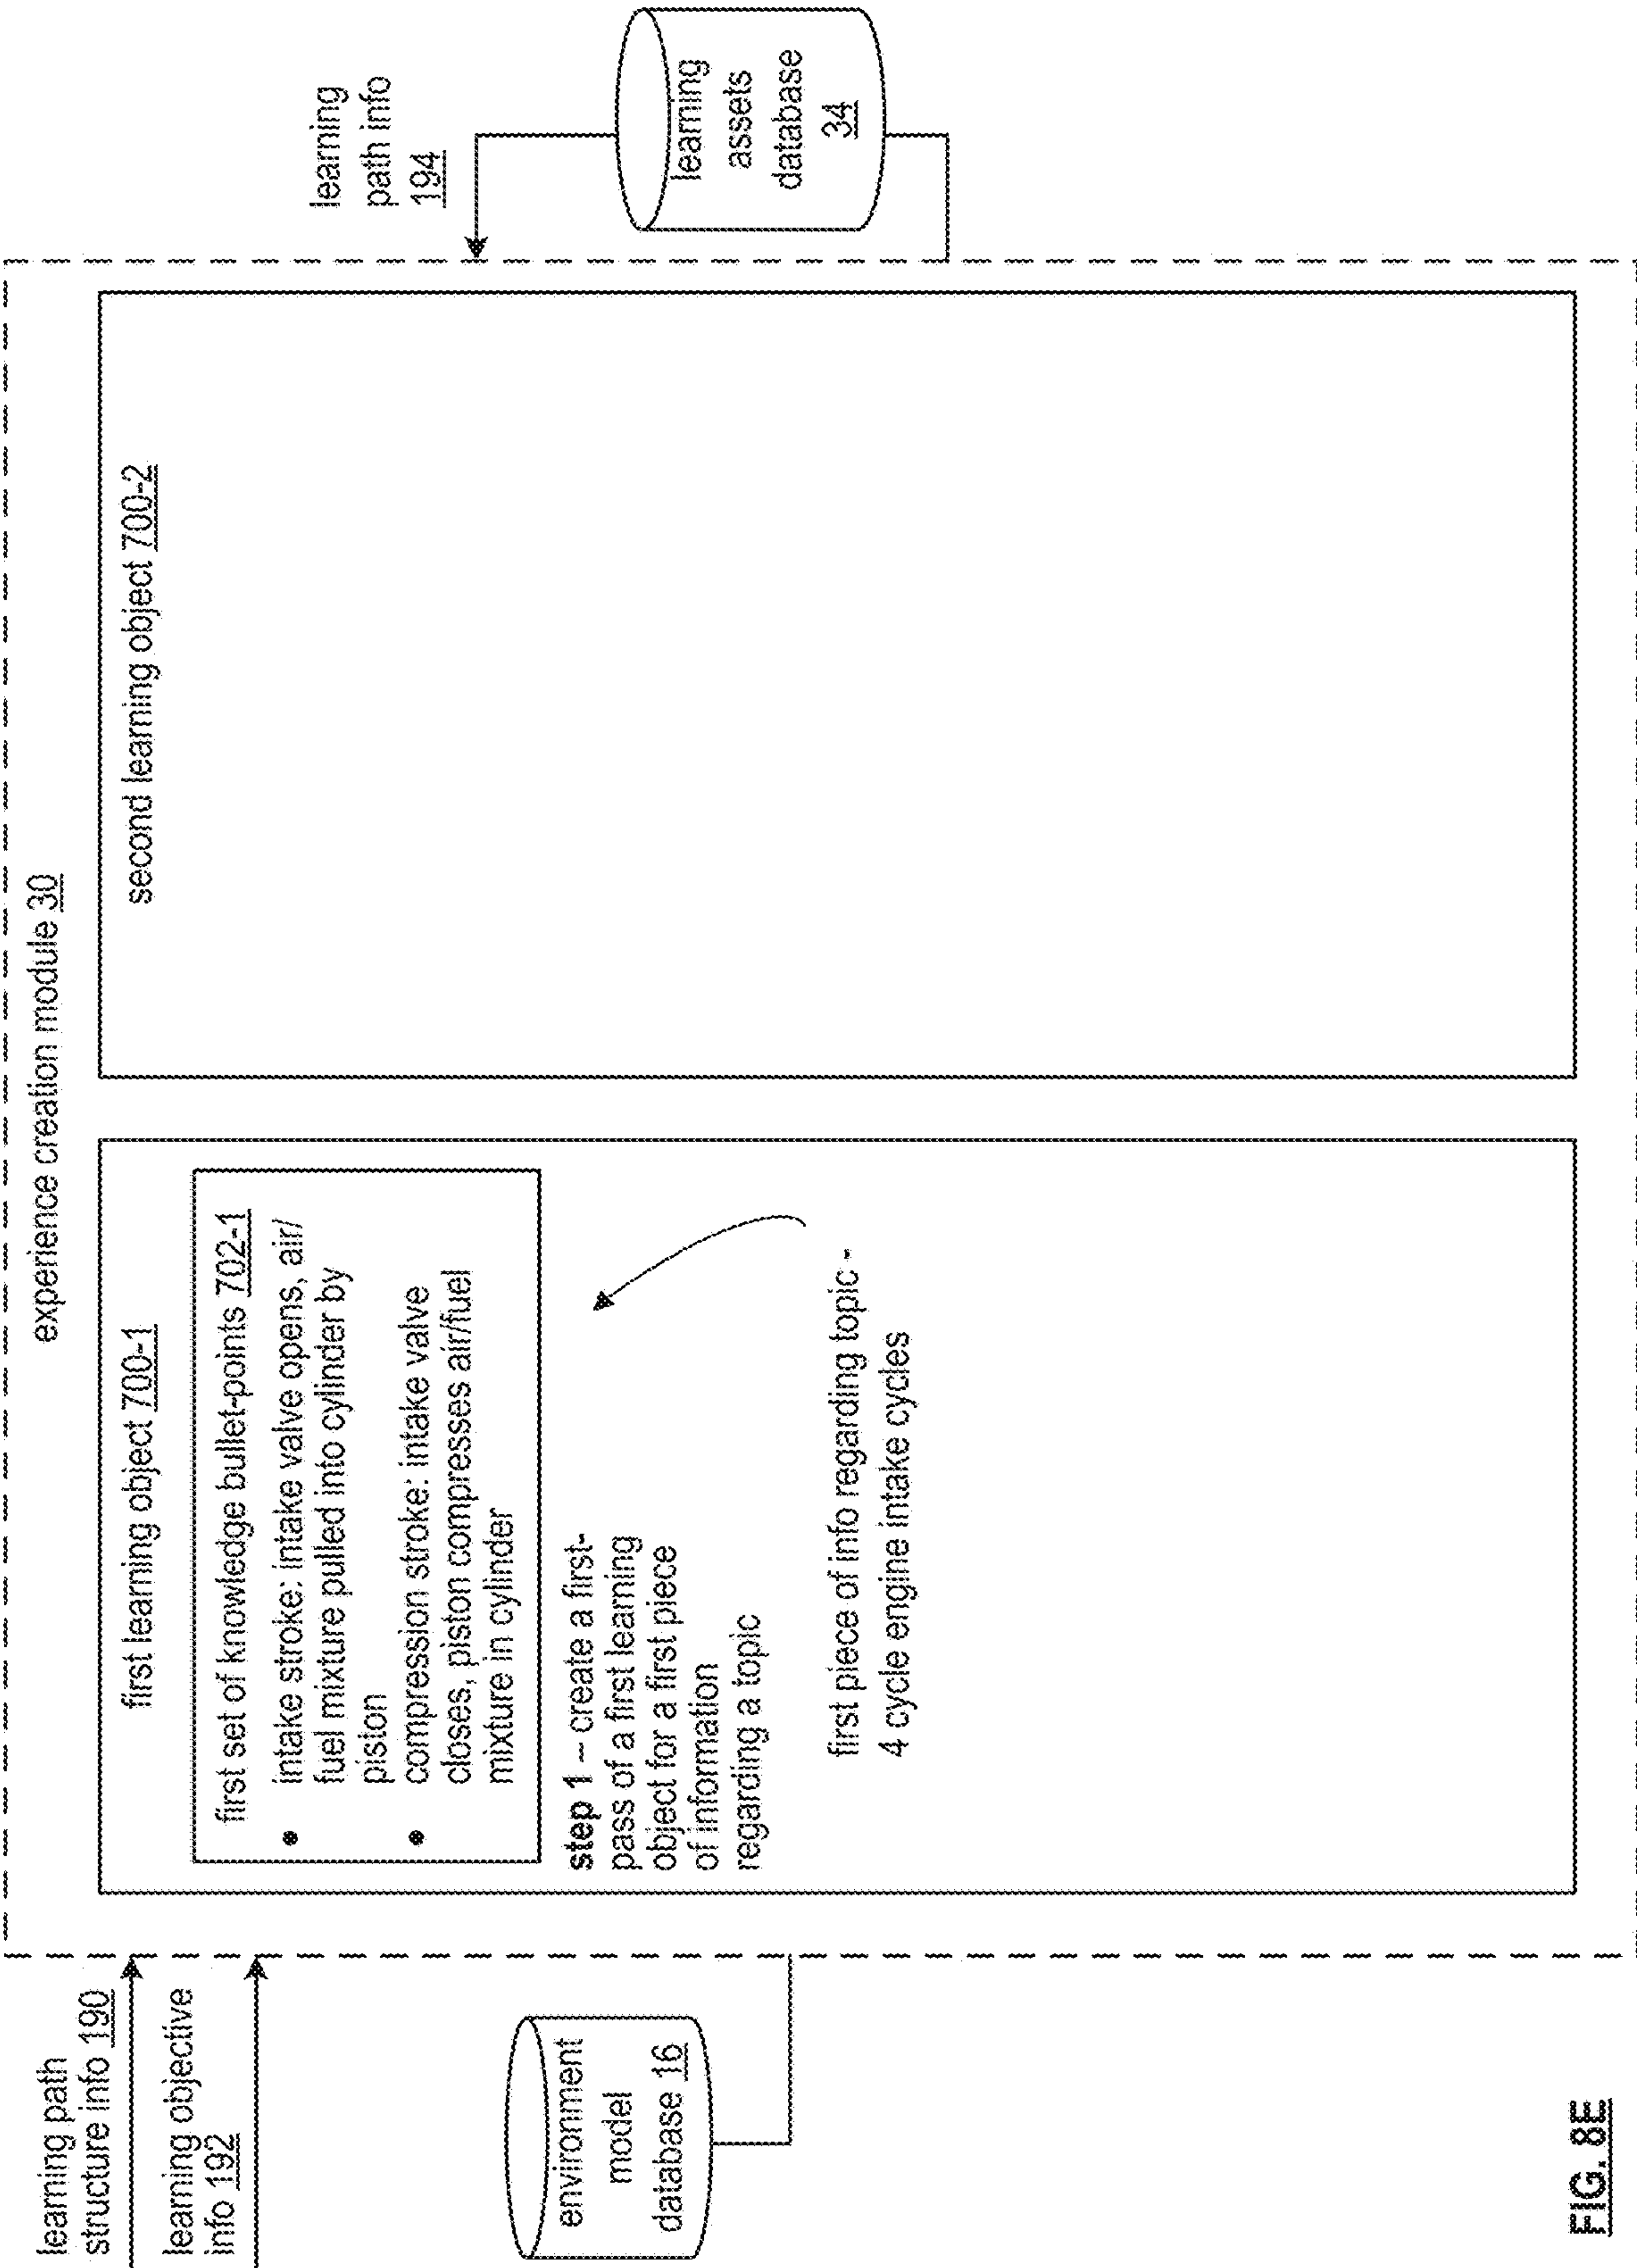 experience creation module 30
learning path
structure info 190
learning objective
info 192
environment
model
database 16
first learning object 700-1
first set of knowledge bullet-points 702-1
• intake stroke: intake valve opens, air/
fuel mixture pulled into cylinder by
piston
• compression stroke: intake valve
closes, piston compresses air/fuel
mixture in cylinder
step 1 – create a first-
pass of a first learning
object for a first piece
of information
regarding a topic
first piece of info regarding topic -
4 cycle engine intake cycles
second learning object 700-2
learning
path info
194
learning
assets
database
34
FIG. 8E